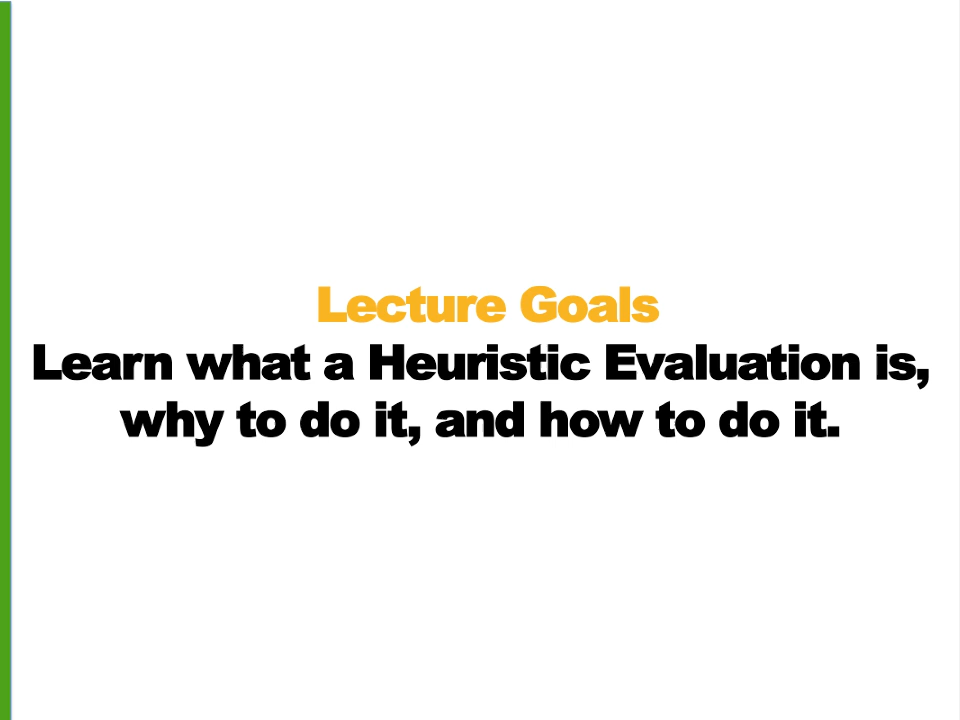 Lecture Goals
Learn what a Heuristic Evaluation is,
why to do it, and how to do it.